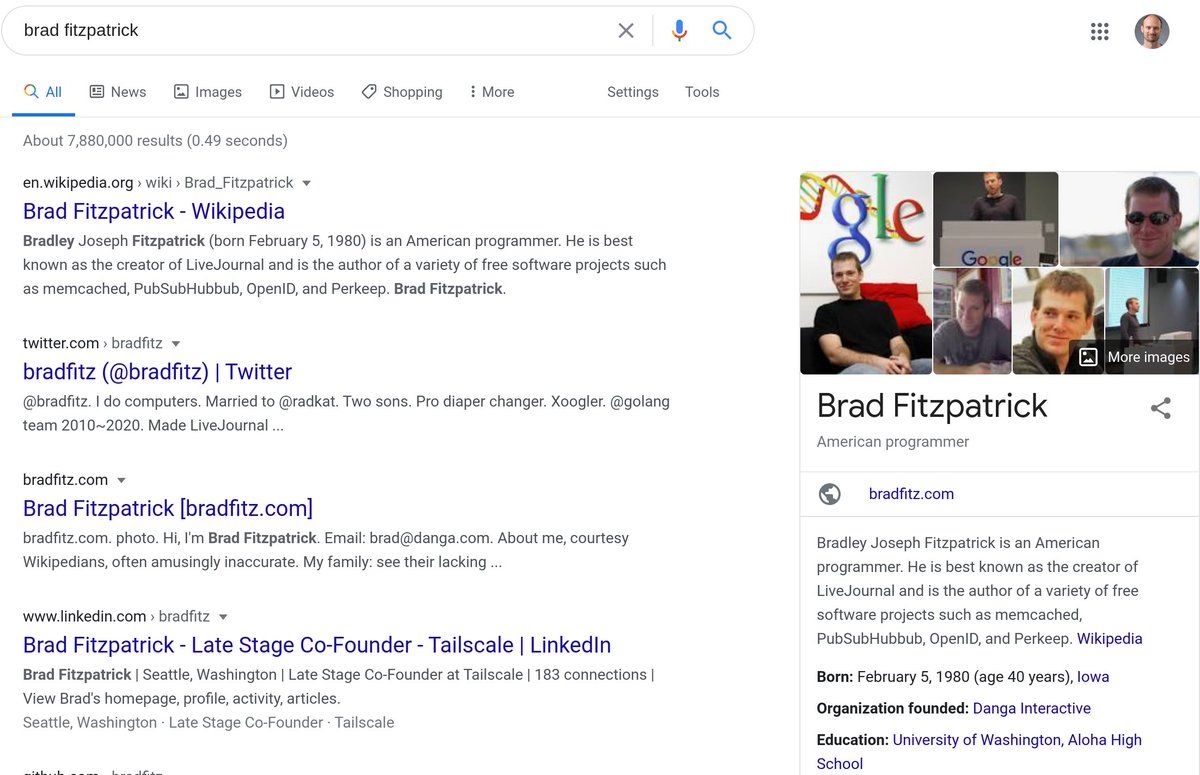 brad fitzpatrick
All
News
Images
Videos
Shopping
More
Settings
Tools
About 7,880,000 results (0.49 seconds)
en.wikipedia.org › wiki › Brad_Fitzpatrick
Brad Fitzpatrick - Wikipedia
Bradley Joseph Fitzpatrick (born February 5, 1980) is an American programmer. He is best
known as the creator of LiveJournal and is the author of a variety of free software projects such
as memcached, PubSubHubbub, OpenID, and Perkeep. Brad Fitzpatrick.
twitter.com › bradfitz
bradfitz (@bradfitz) | Twitter
@bradfitz. I do computers. Married to @radkat. Two sons. Pro diaper changer. Xoogler. @golang
team 2010~2020. Made LiveJournal ...
bradfitz.com
Brad Fitzpatrick [bradfitz.com]
bradfitz.com. photo. Hi, I'm Brad Fitzpatrick. Email: brad@danga.com. About me, courtesy
Wikipedians, often amusingly inaccurate. My family: see their lacking ...
www.linkedin.com › bradfitz
Brad Fitzpatrick - Late Stage Co-Founder - Tailscale | LinkedIn
Brad Fitzpatrick | Seattle, Washington | Late Stage Co-Founder at Tailscale | 183 connections |
View Brad's homepage, profile, activity, articles.
Seattle, Washington · Late Stage Co-Founder · Tailscale
github.com › bradfitz
gle
Google
More images
Brad Fitzpatrick
American programmer
bradfitz.com
Bradley Joseph Fitzpatrick is an American
programmer. He is best known as the creator of
LiveJournal and is the author of a variety of free
software projects such as memcached,
PubSubHubbub, OpenID, and Perkeep. Wikipedia
Born: February 5, 1980 (age 40 years), Iowa
Organization founded: Danga Interactive
Education: University of Washington, Aloha High
School